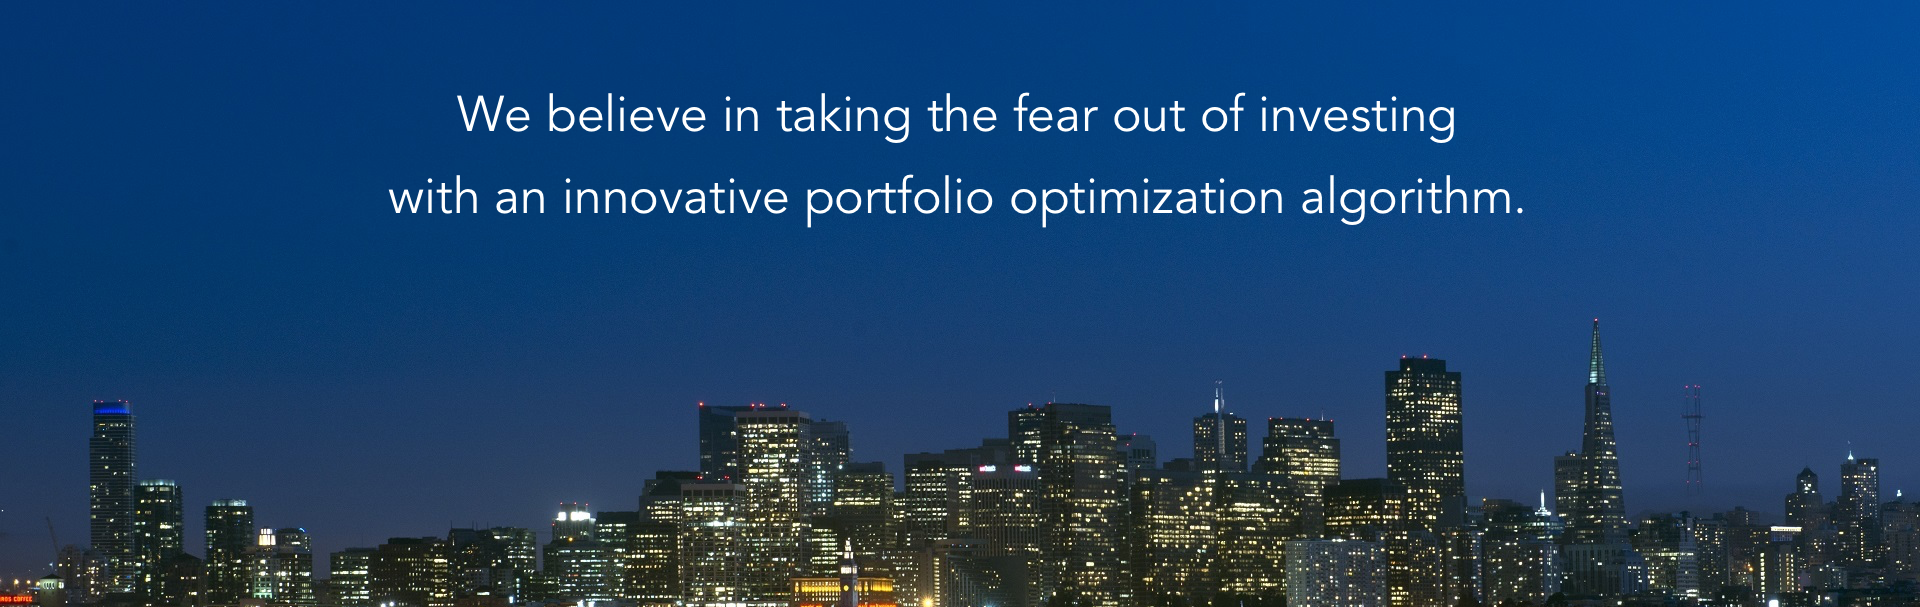 We believe in taking the fear out of investing
with an innovative portfolio optimization algorithm.